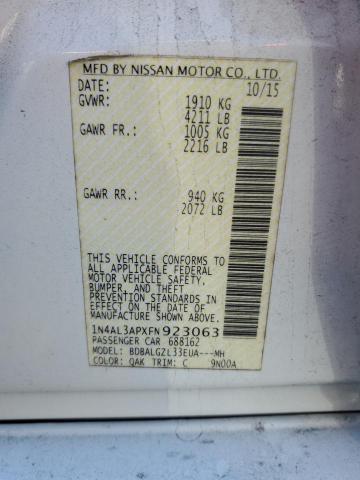 MFD BY NISSAN MOTOR CO., LTD.
DATE: 10/15
GVWR: 1910 KG
4211 LB
GAWR FR.: 1005 KG
2216 LB
GAWR RR.: 940 KG
2072 LB
THIS VEHICLE CONFORMS TO
ALL APPLICABLE FEDERAL
MOTOR VEHICLE SAFETY,
BUMPER, AND THEFT
PREVENTION STANDARDS IN
EFFECT ON THE DATE OF
MANUFACTURE SHOWN ABOVE.
1N4AL3APXFN923063
PASSENGER CAR 688162
MODEL: BDBALGZL33EUA---MH
COLOR: QAK TRIM: C 9N00A